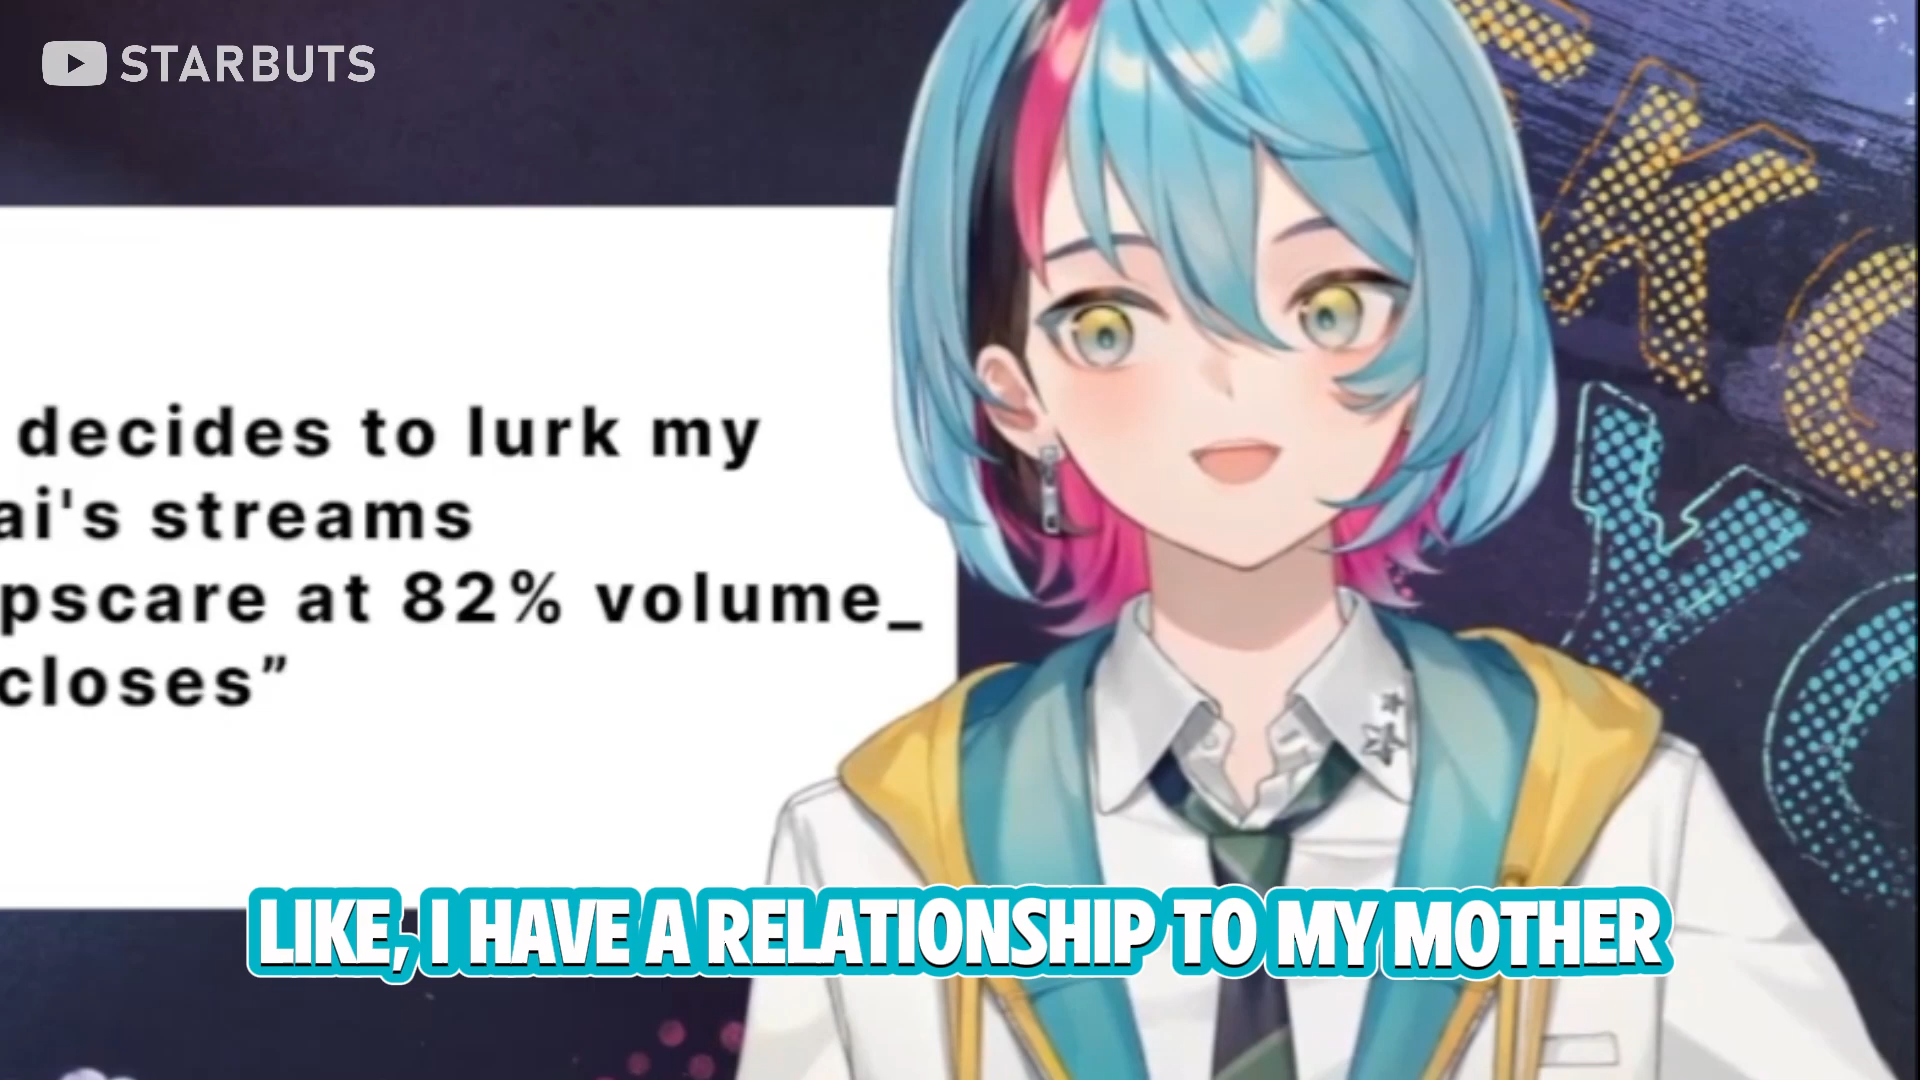 STARBUTS
decides to lurk my
ai's streams
pscare at 82% volume_
closes”
LIKE, I HAVE A RELATIONSHIP TO MY MOTHER